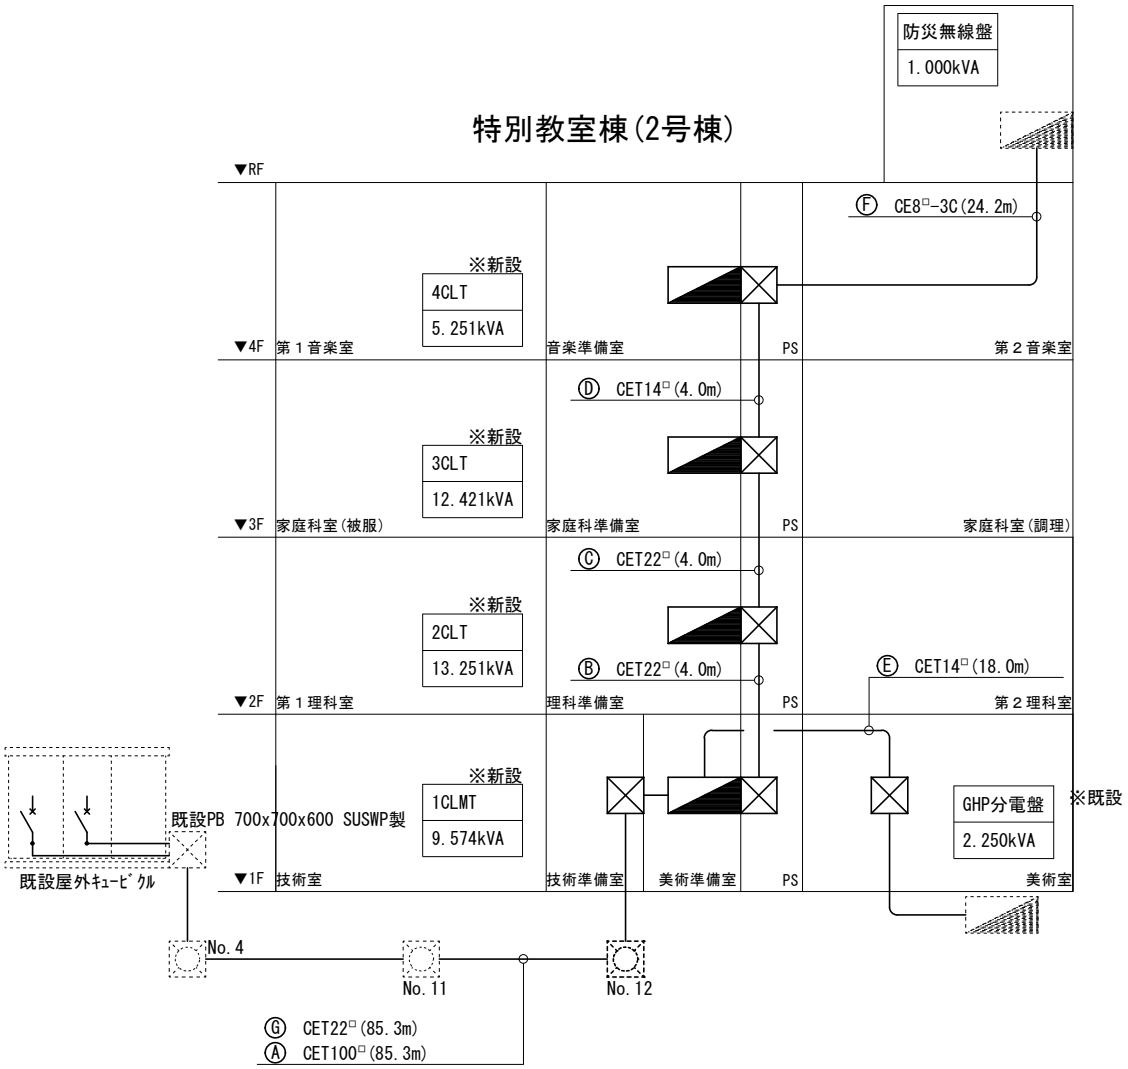 防災無線盤
1.000kVA
特別教室棟(2号棟)
▼RF
Ⓕ CE8□-3C(24.2m)
※新設
4CLT
5.251kVA
▼4F 第1音楽室 音楽準備室 PS 第2音楽室
Ⓓ CET14□(4.0m)
※新設
3CLT
12.421kVA
▼3F 家庭科室(被服) 家庭科準備室 PS 家庭科室(調理)
Ⓒ CET22□(4.0m)
※新設
2CLT
13.251kVA
Ⓑ CET22□(4.0m)
Ⓔ CET14□(18.0m)
▼2F 第1理科室 理科準備室 PS 第2理科室
※新設
1CLMT
9.574kVA
GHP分電盤
2.250kVA
※既設
既設PB 700x700x600 SUSWP製
既設屋外ｷｭｰﾋﾞｸﾙ
▼1F 技術室 技術準備室 美術準備室 PS 美術室
No.4
No.11
No.12
Ⓖ CET22□(85.3m)
Ⓐ CET100□(85.3m)